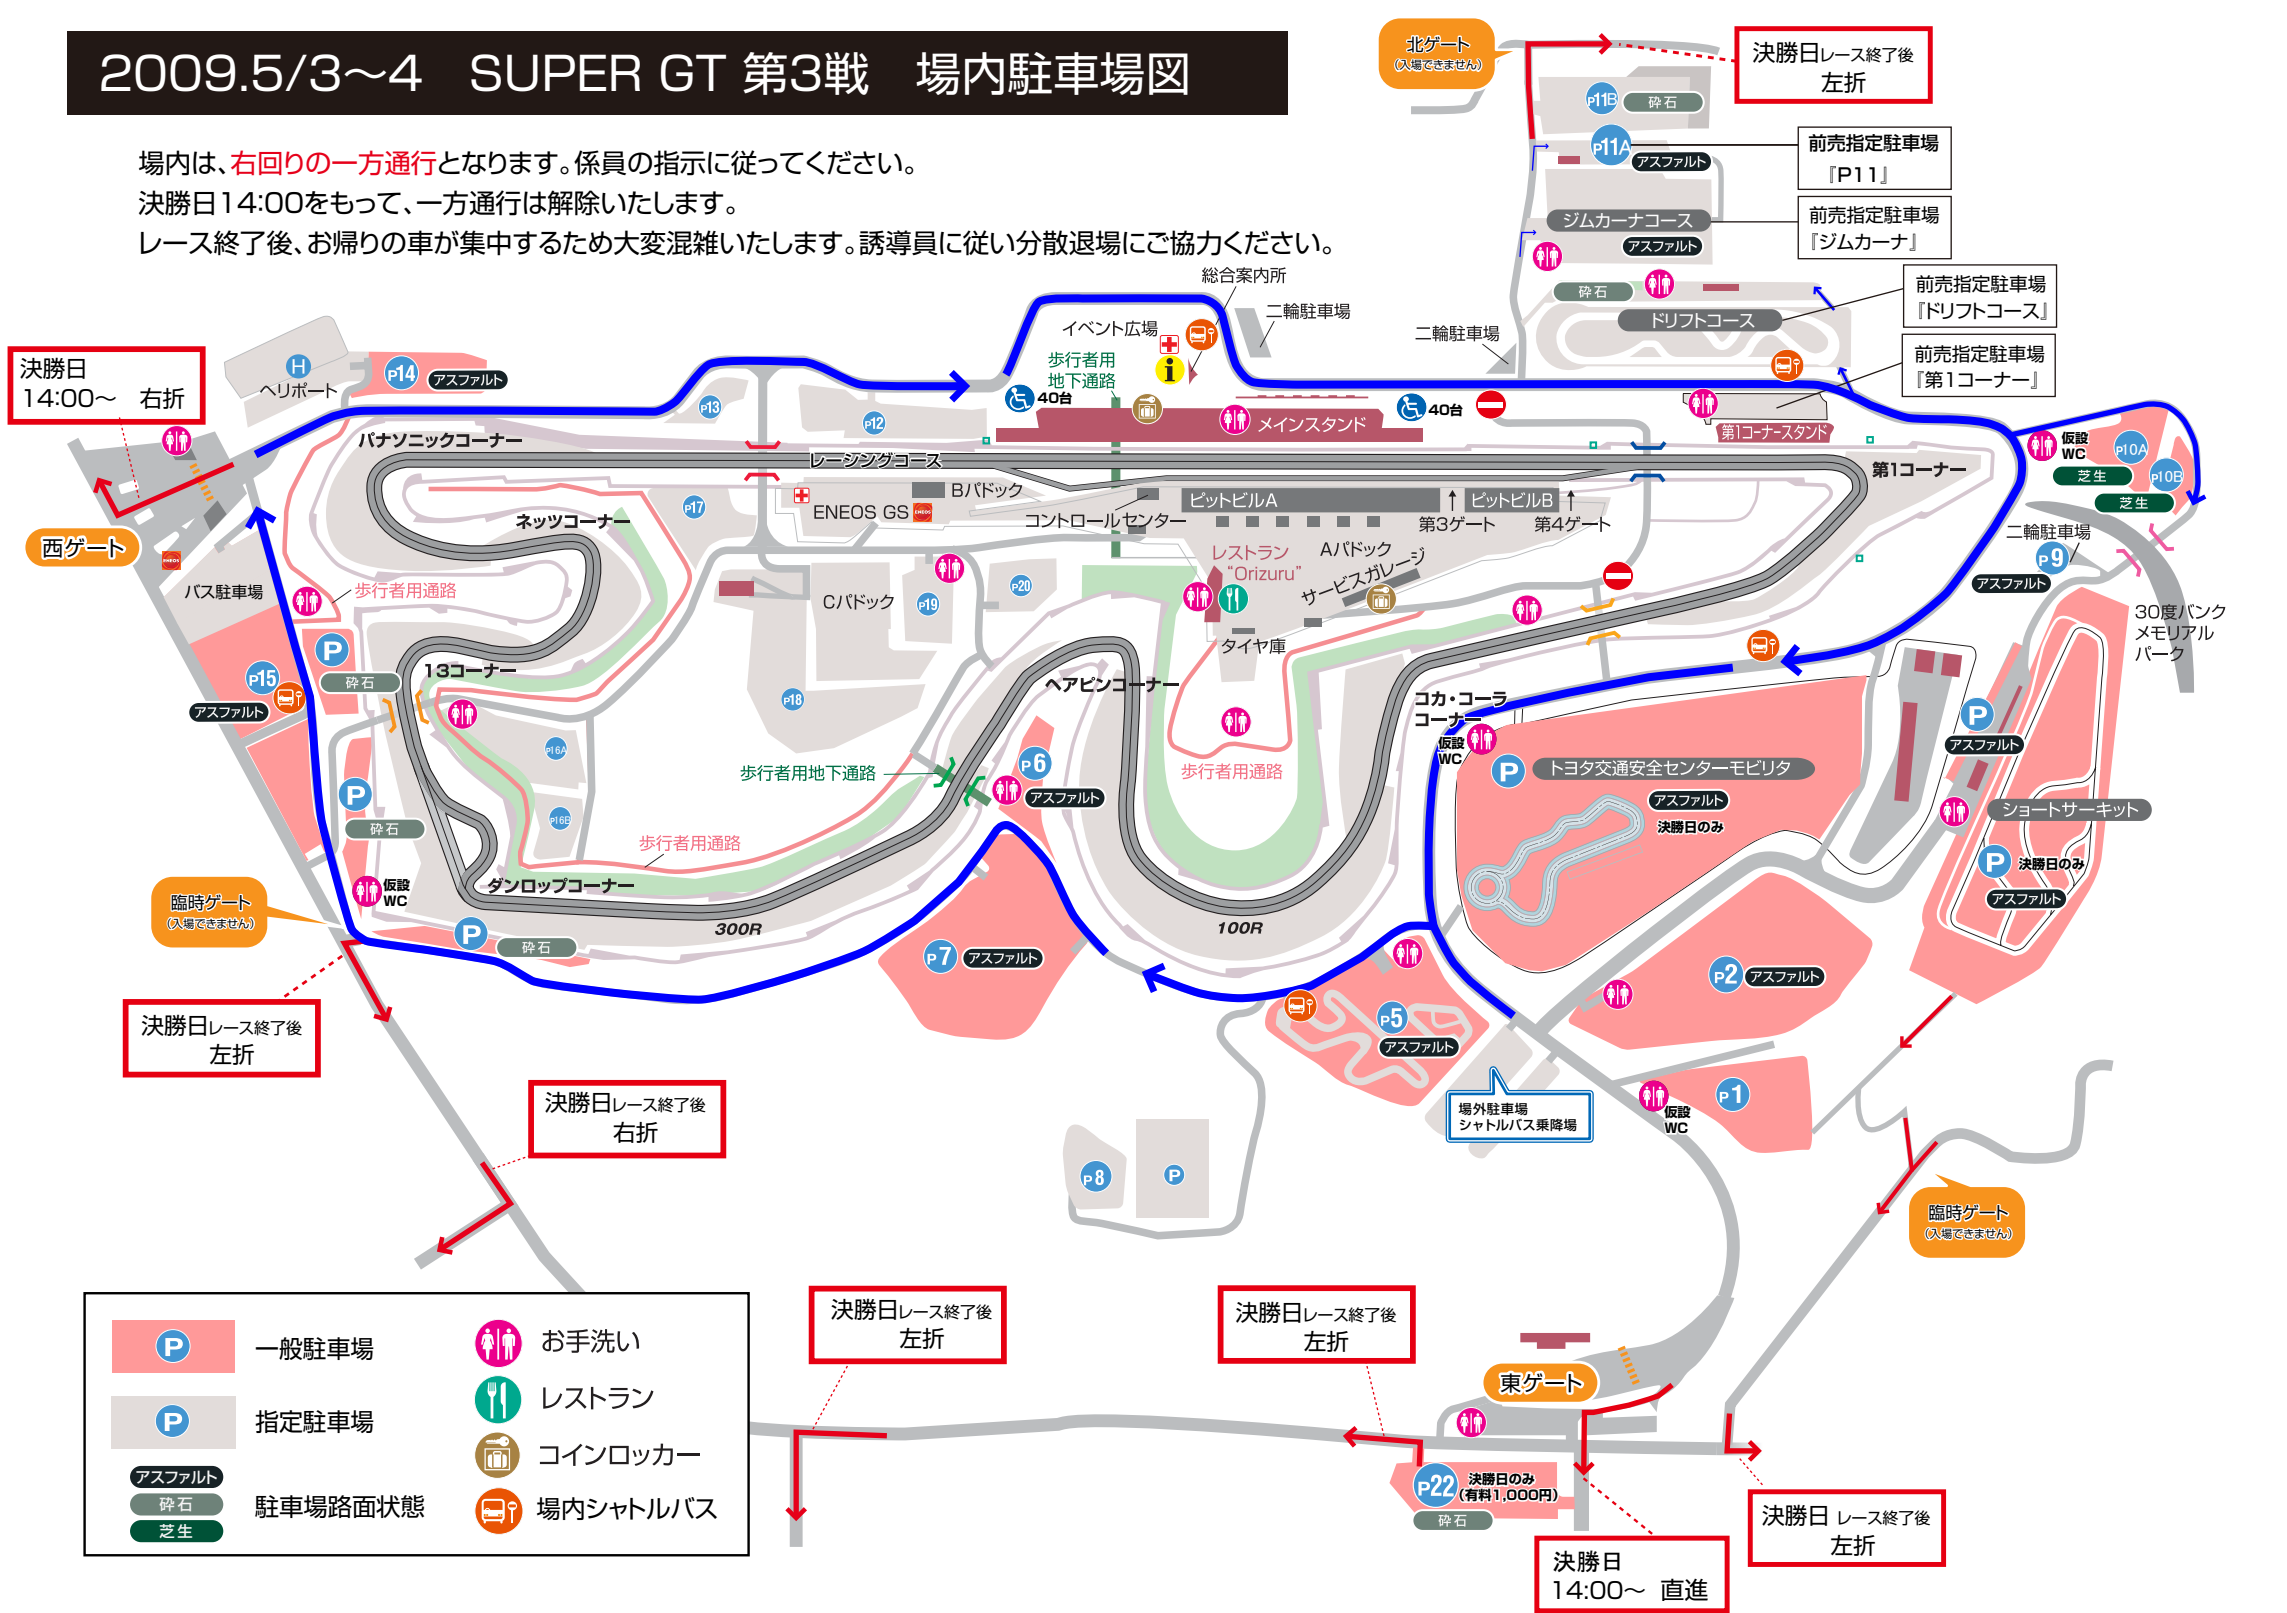 2009.5/3～4　SUPER GT 第3戦　場内駐車場図
場内は、右回りの一方通行となります。係員の指示に従ってください。
決勝日14:00をもって、一方通行は解除いたします。
レース終了後、お帰りの車が集中するため大変混雑いたします。誘導員に従い分散退場にご協力ください。
北ゲート
(入場できません)
決勝日レース終了後
左折
P11B
砕石
P11A
アスファルト
前売指定駐車場
『P11』
ジムカーナコース
アスファルト
前売指定駐車場
『ジムカーナ』
砕石
ドリフトコース
前売指定駐車場
『ドリフトコース』
前売指定駐車場
『第1コーナー』
総合案内所
二輪駐車場
二輪駐車場
イベント広場
歩行者用
地下通路
i
40台
40台
メインスタンド
第1コーナースタンド
決勝日
14:00～　右折
H
ヘリポート
P14
アスファルト
P13
P12
パナソニックコーナー
レーシングコース
第1コーナー
仮設
WC
P10A
芝生
P10B
芝生
西ゲート
ENEOS
バス駐車場
ネッツコーナー
P17
Bパドック
ENEOS GS
ENEOS
コントロールセンター
ピットビルA
ピットビルB
第3ゲート
第4ゲート
二輪駐車場
P9
アスファルト
レストラン
“Orizuru”
Aパドック
サービスガレージ
タイヤ庫
歩行者用通路
Cパドック
P19
P20
30度バンク
メモリアル
パーク
P
砕石
P15
アスファルト
13コーナー
P18
ヘアピンコーナー
コカ・コーラ
コーナー
仮設
WC
P
トヨタ交通安全センターモビリタ
アスファルト
決勝日のみ
P
アスファルト
ショートサーキット
P
決勝日のみ
アスファルト
P16A
P16B
歩行者用地下通路
P6
アスファルト
歩行者用通路
歩行者用通路
P
砕石
仮設
WC
ダンロップコーナー
300R
100R
臨時ゲート
(入場できません)
P
砕石
P7
アスファルト
P2
アスファルト
P5
アスファルト
決勝日レース終了後
左折
決勝日レース終了後
右折
場外駐車場
シャトルバス乗降場
P1
仮設
WC
P8
P
臨時ゲート
(入場できません)
P
一般駐車場
P
指定駐車場
アスファルト
砕石
芝生
駐車場路面状態
お手洗い
レストラン
コインロッカー
場内シャトルバス
決勝日レース終了後
左折
決勝日レース終了後
左折
東ゲート
P22
決勝日のみ
(有料1,000円)
砕石
決勝日
14:00～　直進
決勝日 レース終了後
左折